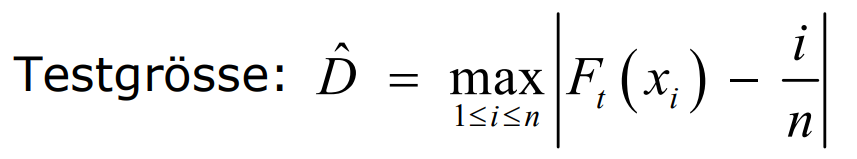 Testgrösse: D̂ = max_{1≤i≤n} |F_t(x_i) − i/n|